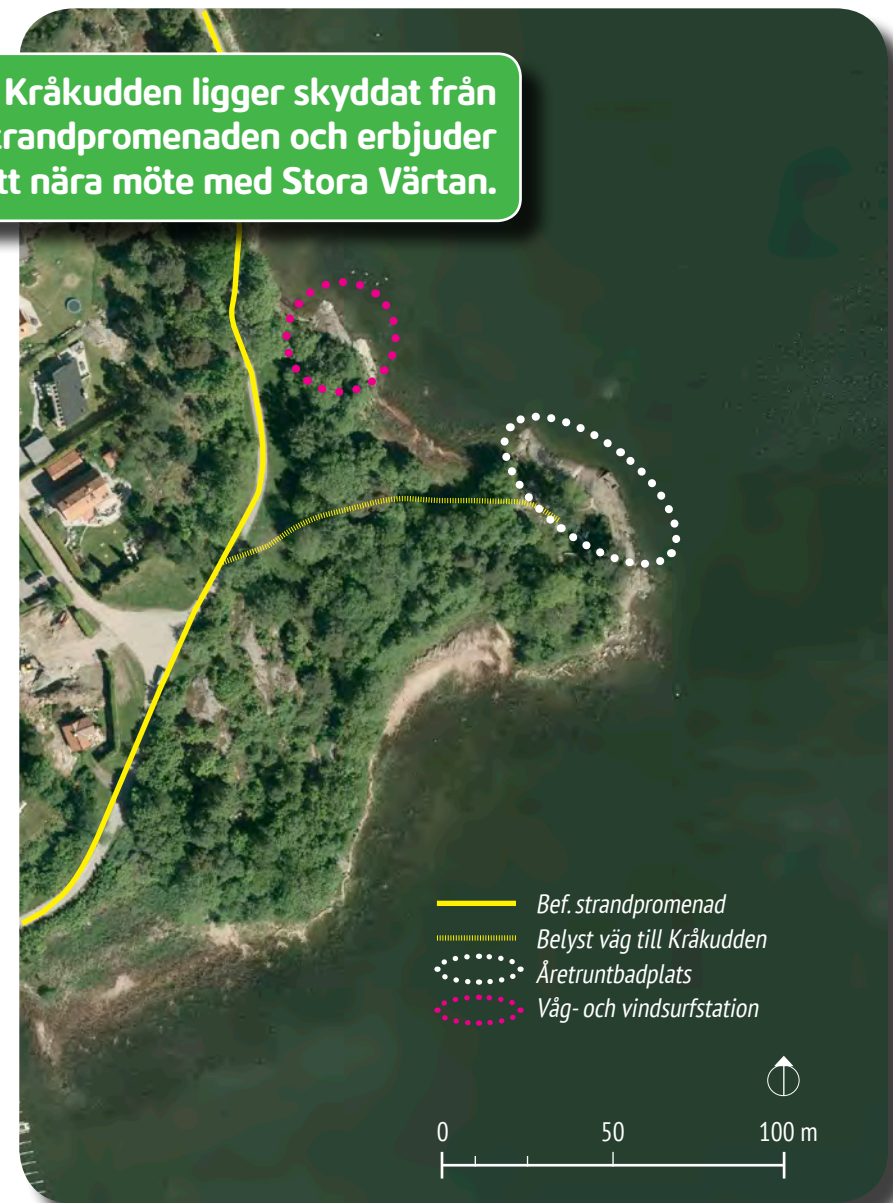 Kråkudden ligger skyddat från
trandpromenaden och erbjuder
tt nära möte med Stora Värtan.
Bef. strandpromenad
Belyst väg till Kråkudden
Åretruntbadplats
Våg- och vindsurfstation
0 50 100 m